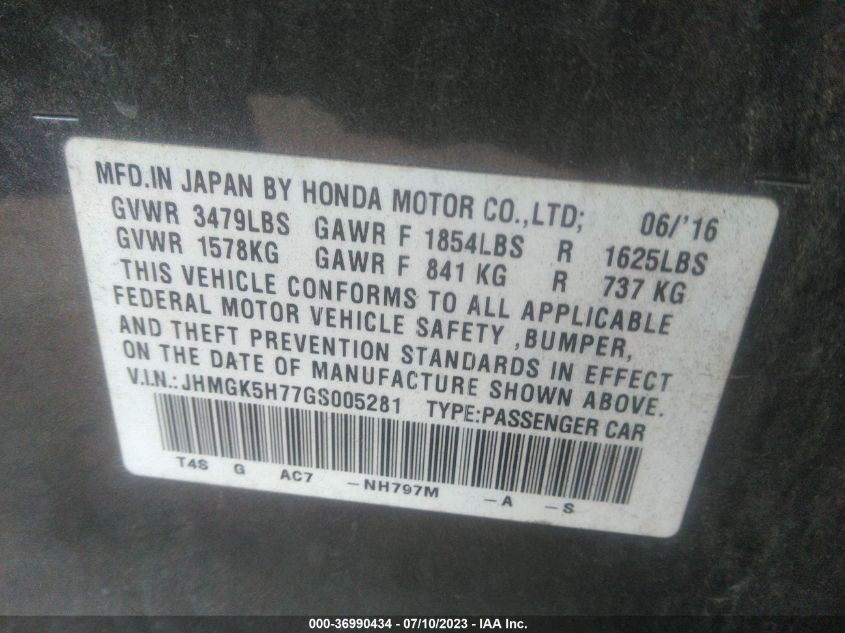 MFD.IN JAPAN BY HONDA MOTOR CO.,LTD; 06/'16
GVWR 3479LBS GAWR F 1854LBS R 1625LBS
GVWR 1578KG GAWR F 841 KG R 737 KG
THIS VEHICLE CONFORMS TO ALL APPLICABLE
FEDERAL MOTOR VEHICLE SAFETY ,BUMPER,
AND THEFT PREVENTION STANDARDS IN EFFECT
ON THE DATE OF MANUFACTURE SHOWN ABOVE.
V.I.N.: JHMGK5H77GS005281 TYPE:PASSENGER CAR
T4S G AC7 -NH797M -A -S
000-36990434 - 07/10/2023 - IAA Inc.